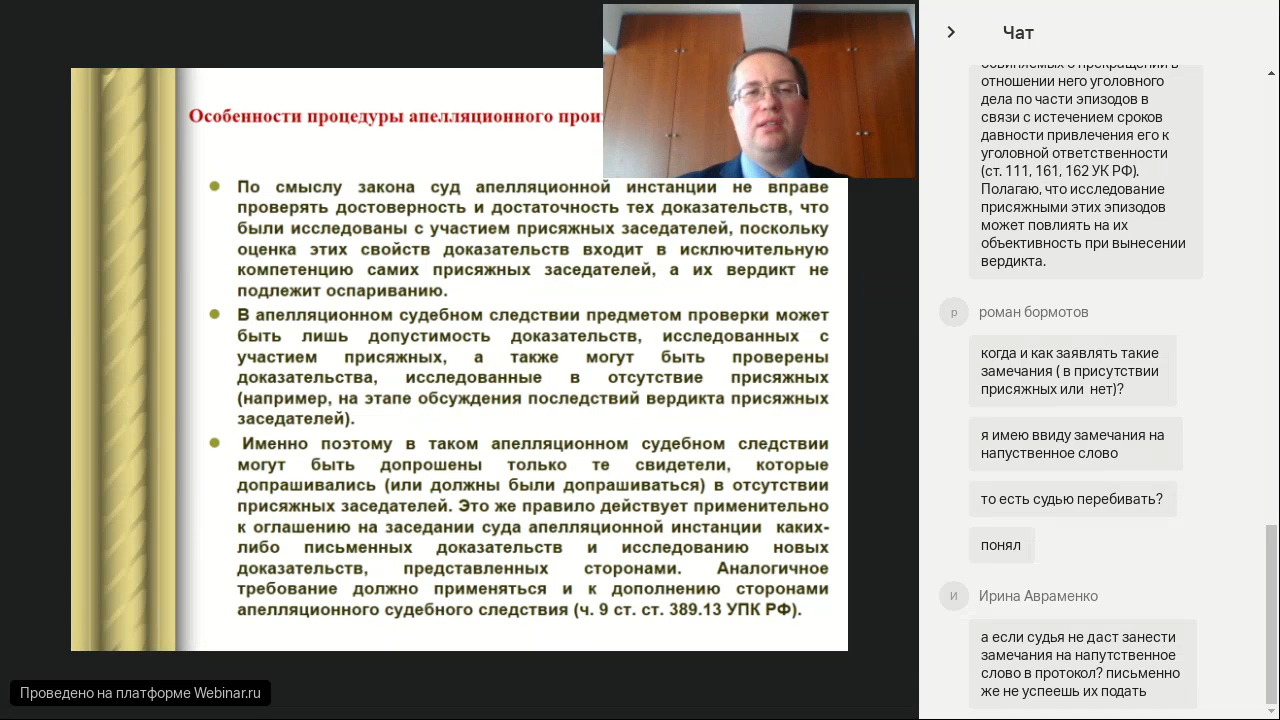 Особенности процедуры апелляционного прои
По смыслу закона суд апелляционной инстанции не вправе
проверять достоверность и достаточность тех доказательств, что
были исследованы с участием присяжных заседателей, поскольку
оценка этих свойств доказательств входит в исключительную
компетенцию самих присяжных заседателей, а их вердикт не
подлежит оспариванию.
В апелляционном судебном следствии предметом проверки может
быть лишь допустимость доказательств, исследованных с
участием присяжных, а также могут быть проверены
доказательства, исследованные в отсутствие присяжных
(например, на этапе обсуждения последствий вердикта присяжных
заседателей).
Именно поэтому в таком апелляционном судебном следствии
могут быть допрошены только те свидетели, которые
допрашивались (или должны были допрашиваться) в отсутствии
присяжных заседателей. Это же правило действует применительно
к оглашению на заседании суда апелляционной инстанции каких-
либо письменных доказательств и исследованию новых
доказательств, представленных сторонами. Аналогичное
требование должно применяться и к дополнению сторонами
апелляционного судебного следствия (ч. 9 ст. ст. 389.13 УПК РФ).
Проведено на платформе Webinar.ru
Чат
обвиняемых о прекращении в
отношении него уголовного
дела по части эпизодов в
связи с истечением сроков
давности привлечения его к
уголовной ответственности
(ст. 111, 161, 162 УК РФ).
Полагаю, что исследование
присяжными этих эпизодов
может повлиять на их
объективность при вынесении
вердикта.
р
роман бормотов
когда и как заявлять такие
замечания ( в присутствии
присяжных или нет)?
я имею ввиду замечания на
напуственное слово
то есть судью перебивать?
понял
И
Ирина Авраменко
а если судья не даст занести
замечания на напутственное
слово в протокол? письменно
же не успеешь их подать